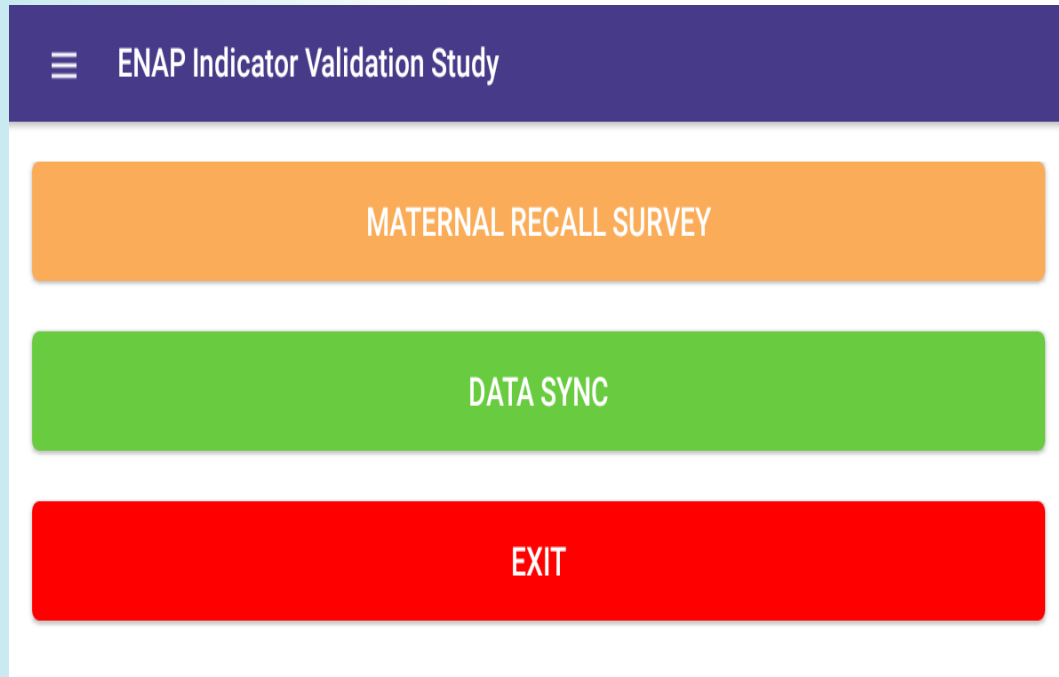 ENAP Indicator Validation Study
MATERNAL RECALL SURVEY
DATA SYNC
EXIT